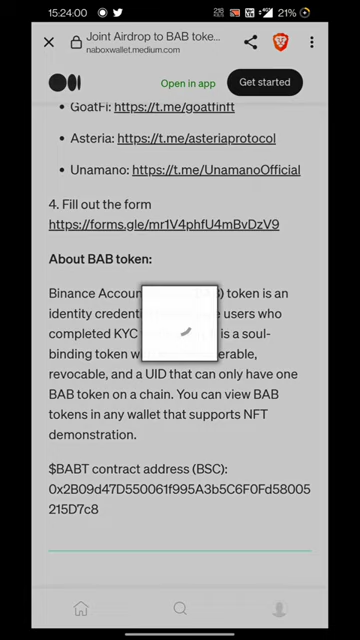 15:24:00
21%
Joint Airdrop to BAB toke...
naboxwallet.medium.com
Open in app
Get started
GoatFi: https://t.me/goatfinft
Asteria: https://t.me/asteriaprotocol
Unamano: https://t.me/UnamanoOfficial
4. Fill out the form
https://forms.gle/mr1V4phfU4mBvDzV9
About BAB token:
Binance Accoun B) token is an
identity credent users who
completed KYC is a soul-
binding token with erable,
revocable, and a UID that can only have one
BAB token on a chain. You can view BAB
tokens in any wallet that supports NFT
demonstration.
$BABT contract address (BSC):
0x2B09d47D550061f995A3b5C6F0Fd58005
215D7c8